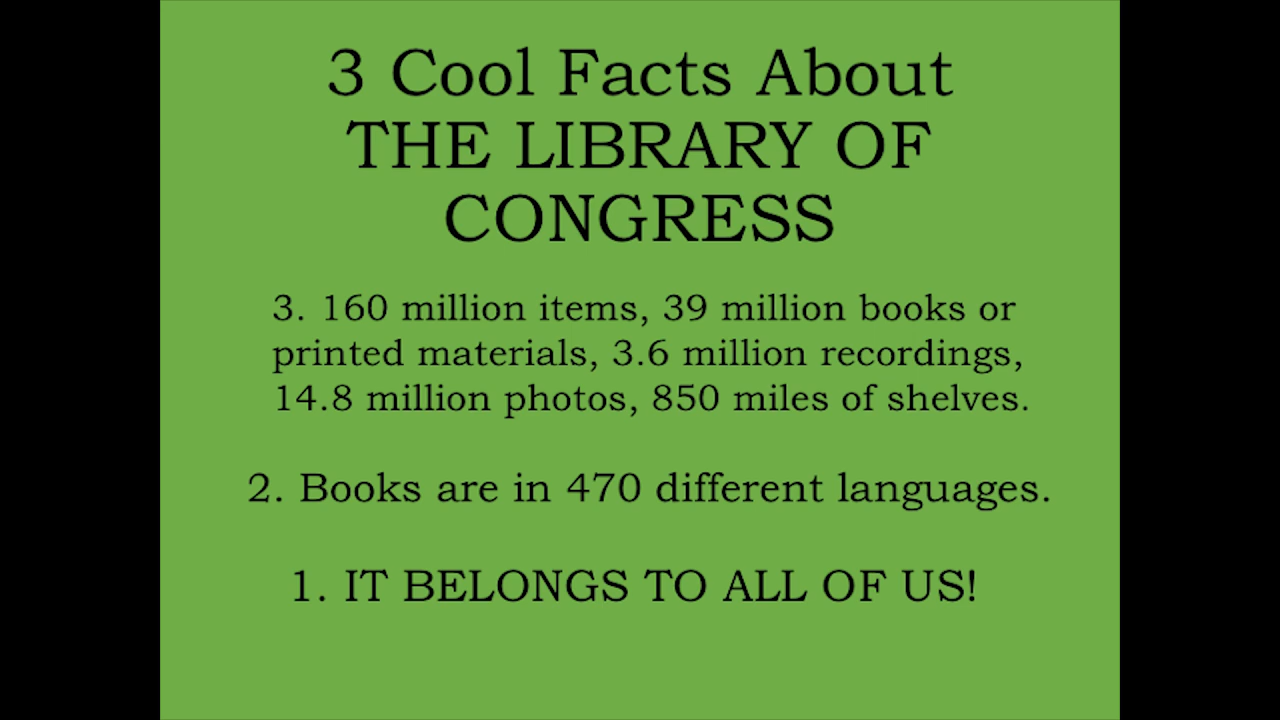 3 Cool Facts About
THE LIBRARY OF
CONGRESS
3. 160 million items, 39 million books or
printed materials, 3.6 million recordings,
14.8 million photos, 850 miles of shelves.
2. Books are in 470 different languages.
1. IT BELONGS TO ALL OF US!